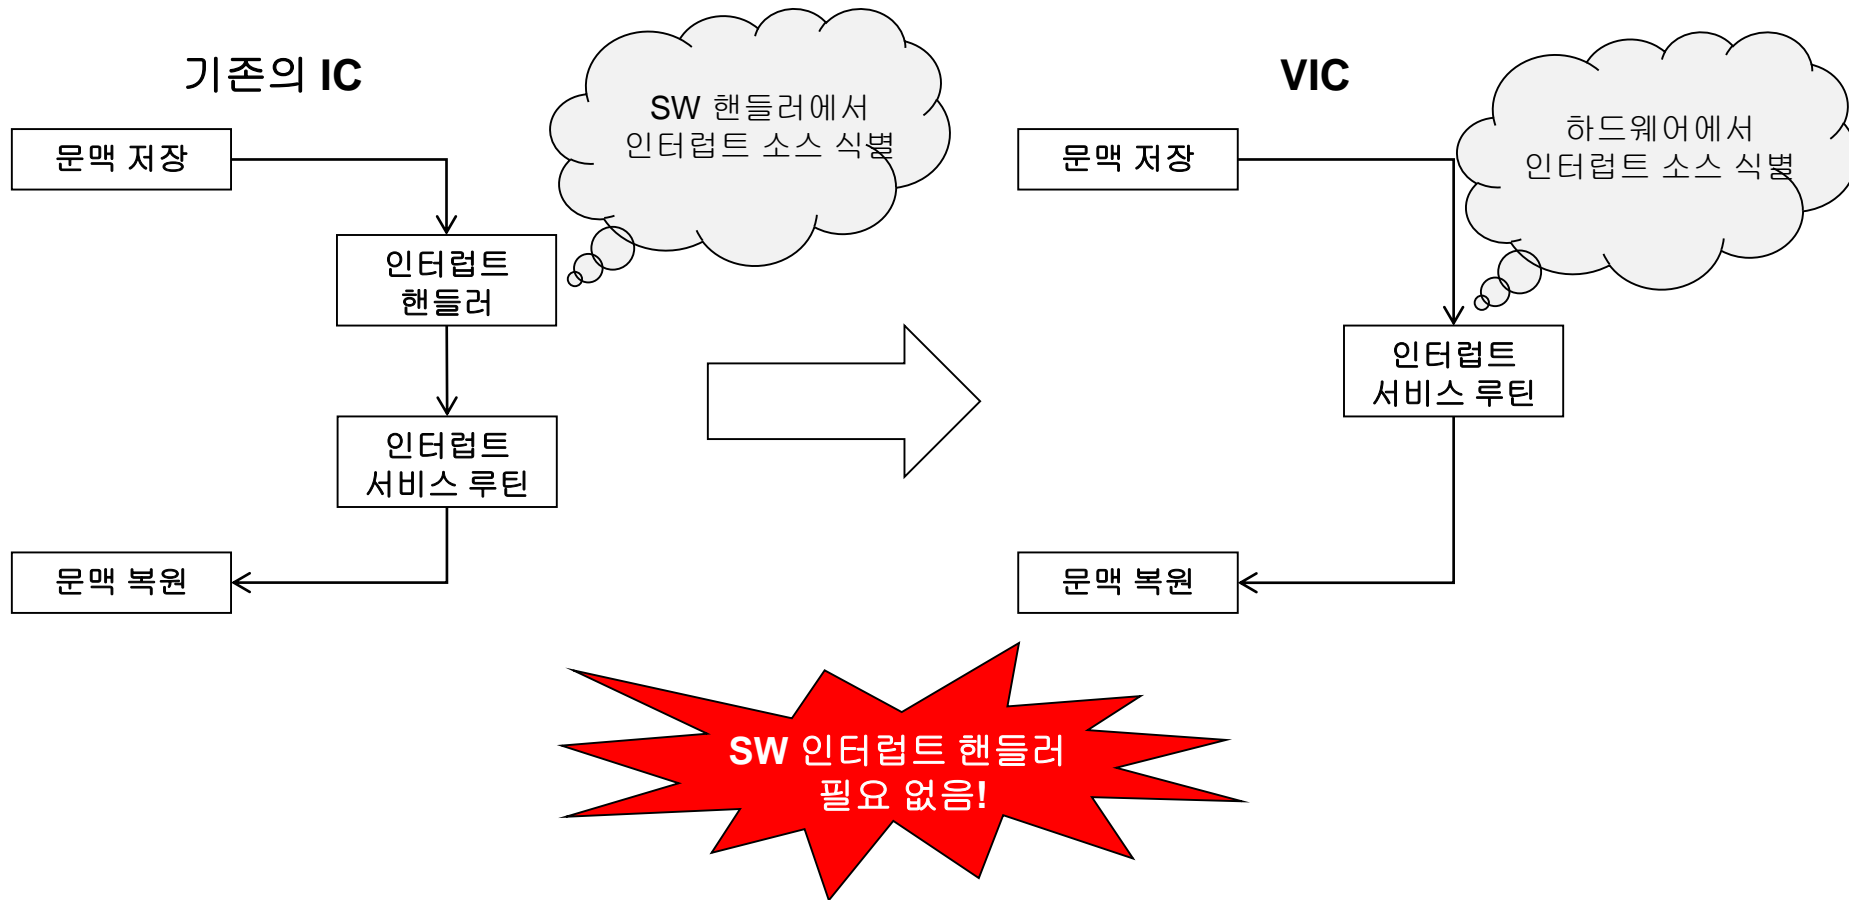 기존의 IC
SW 핸들러에서
인터럽트 소스 식별
문맥 저장
인터럽트
핸들러
인터럽트
서비스 루틴
문맥 복원
VIC
하드웨어에서
인터럽트 소스 식별
문맥 저장
인터럽트
서비스 루틴
문맥 복원
SW 인터럽트 핸들러
필요 없음!